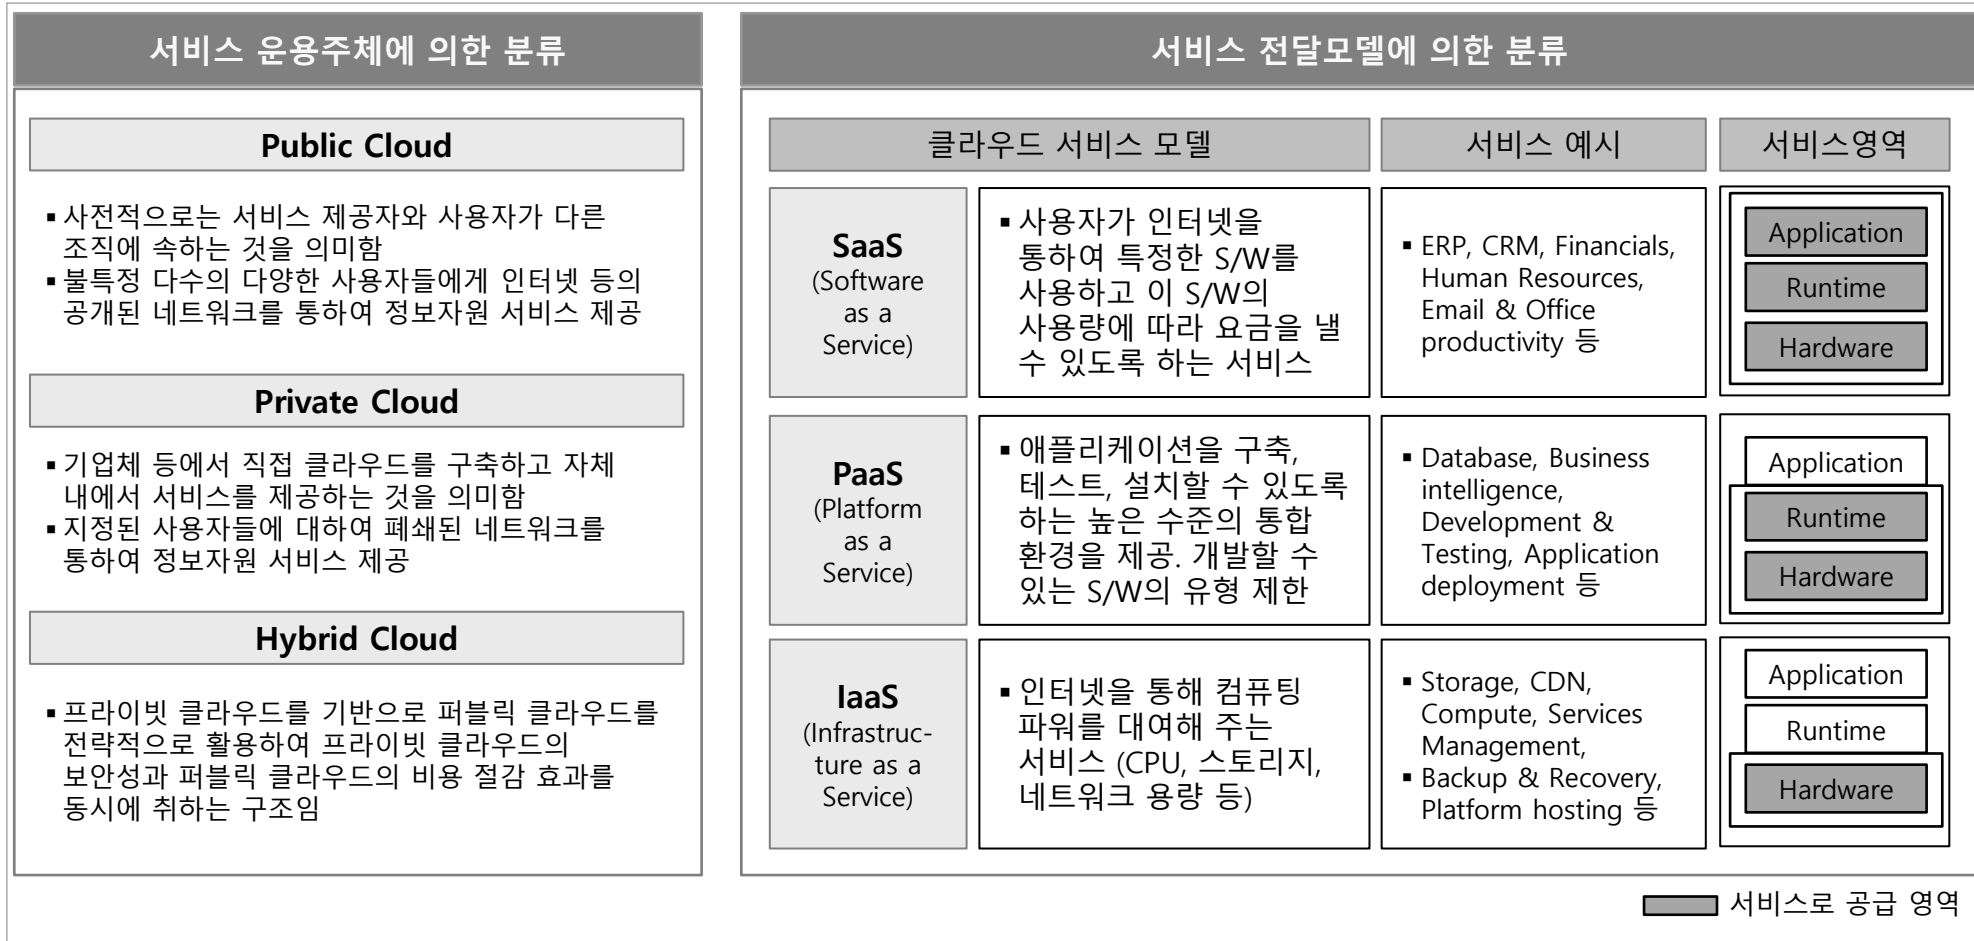 서비스 운용주체에 의한 분류
Public Cloud
▪ 사전적으로는 서비스 제공자와 사용자가 다른
조직에 속하는 것을 의미함
▪ 불특정 다수의 다양한 사용자들에게 인터넷 등의
공개된 네트워크를 통하여 정보자원 서비스 제공
Private Cloud
▪ 기업체 등에서 직접 클라우드를 구축하고 자체
내에서 서비스를 제공하는 것을 의미함
▪ 지정된 사용자들에 대하여 폐쇄된 네트워크를
통하여 정보자원 서비스 제공
Hybrid Cloud
▪ 프라이빗 클라우드를 기반으로 퍼블릭 클라우드를
전략적으로 활용하여 프라이빗 클라우드의
보안성과 퍼블릭 클라우드의 비용 절감 효과를
동시에 취하는 구조임
서비스 전달모델에 의한 분류
클라우드 서비스 모델
서비스 예시
서비스영역
SaaS
(Software
as a
Service)
▪ 사용자가 인터넷을
통하여 특정한 S/W를
사용하고 이 S/W의
사용량에 따라 요금을 낼
수 있도록 하는 서비스
▪ ERP, CRM, Financials,
Human Resources,
Email & Office
productivity 등
Application
Runtime
Hardware
PaaS
(Platform
as a
Service)
▪ 애플리케이션을 구축,
테스트, 설치할 수 있도록
하는 높은 수준의 통합
환경을 제공. 개발할 수
있는 S/W의 유형 제한
▪ Database, Business
intelligence,
Development &
Testing, Application
deployment 등
Application
Runtime
Hardware
IaaS
(Infrastruc-
ture as a
Service)
▪ 인터넷을 통해 컴퓨팅
파워를 대여해 주는
서비스 (CPU, 스토리지,
네트워크 용량 등)
▪ Storage, CDN,
Compute, Services
Management,
▪ Backup & Recovery,
Platform hosting 등
Application
Runtime
Hardware
서비스로 공급 영역